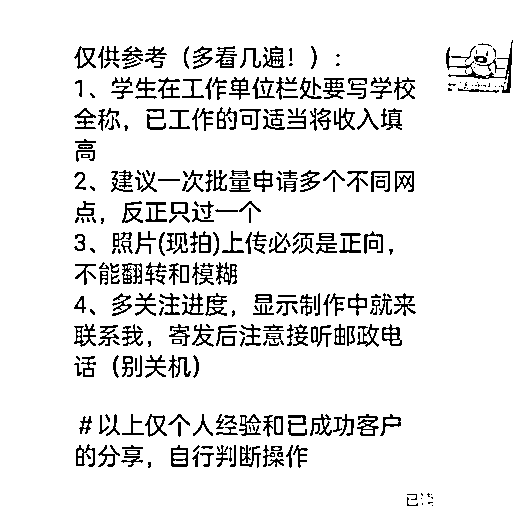 仅供参考（多看几遍！）：
1、学生在工作单位栏处要写学校
全称，已工作的可适当将收入填
高
2、建议一次批量申请多个不同网
点，反正只过一个
3、照片(现拍)上传必须是正向，
不能翻转和模糊
4、多关注进度，显示制作中就来
联系我，寄发后注意接听邮政电
话（别关机）
#以上仅个人经验和已成功客户
的分享，自行判断操作